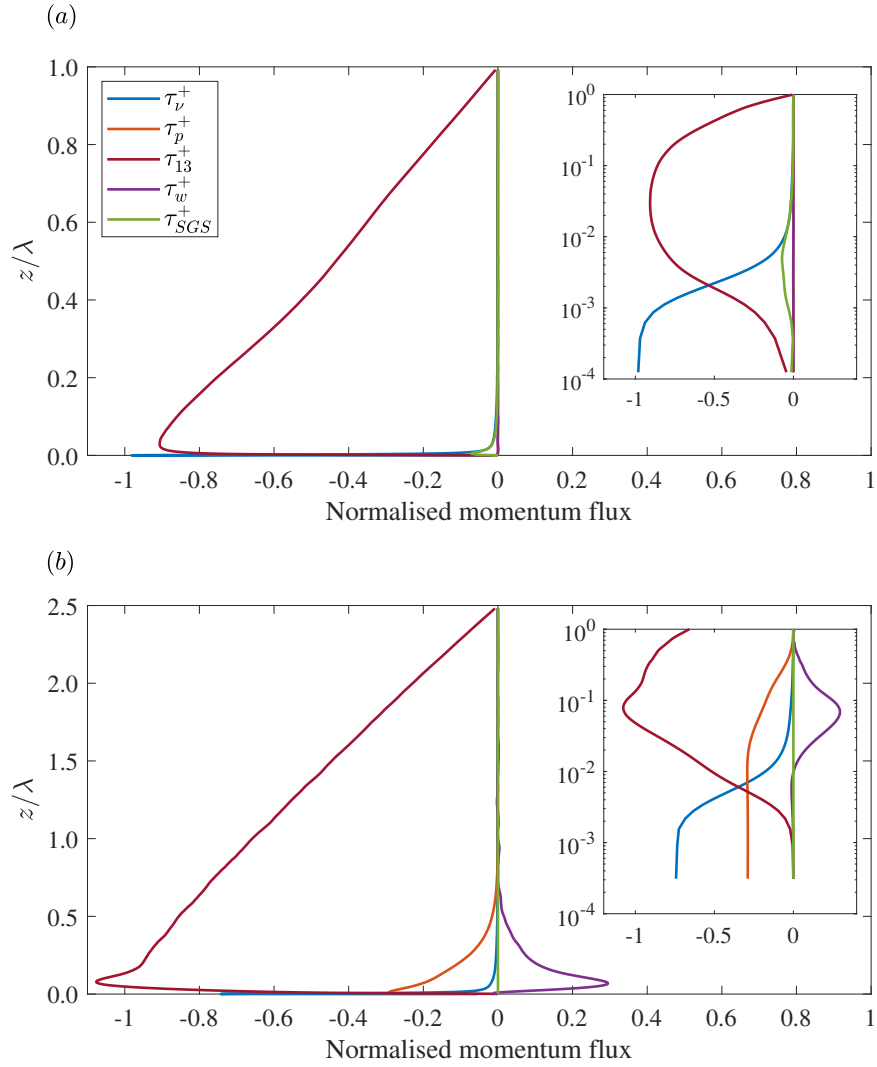 (a)
1.0
0.8
0.6
0.4
0.2
0.0
z/λ
τ_ν^+
τ_p^+
τ_13^+
τ_w^+
τ_SGS^+
10^0
10^-1
10^-2
10^-3
10^-4
-1 -0.5 0
-1 -0.8 -0.6 -0.4 -0.2 0 0.2 0.4 0.6 0.8 1
Normalised momentum flux
(b)
2.5
2.0
1.5
1.0
0.5
0.0
z/λ
10^0
10^-1
10^-2
10^-3
10^-4
-1 -0.5 0
-1 -0.8 -0.6 -0.4 -0.2 0 0.2 0.4 0.6 0.8 1
Normalised momentum flux